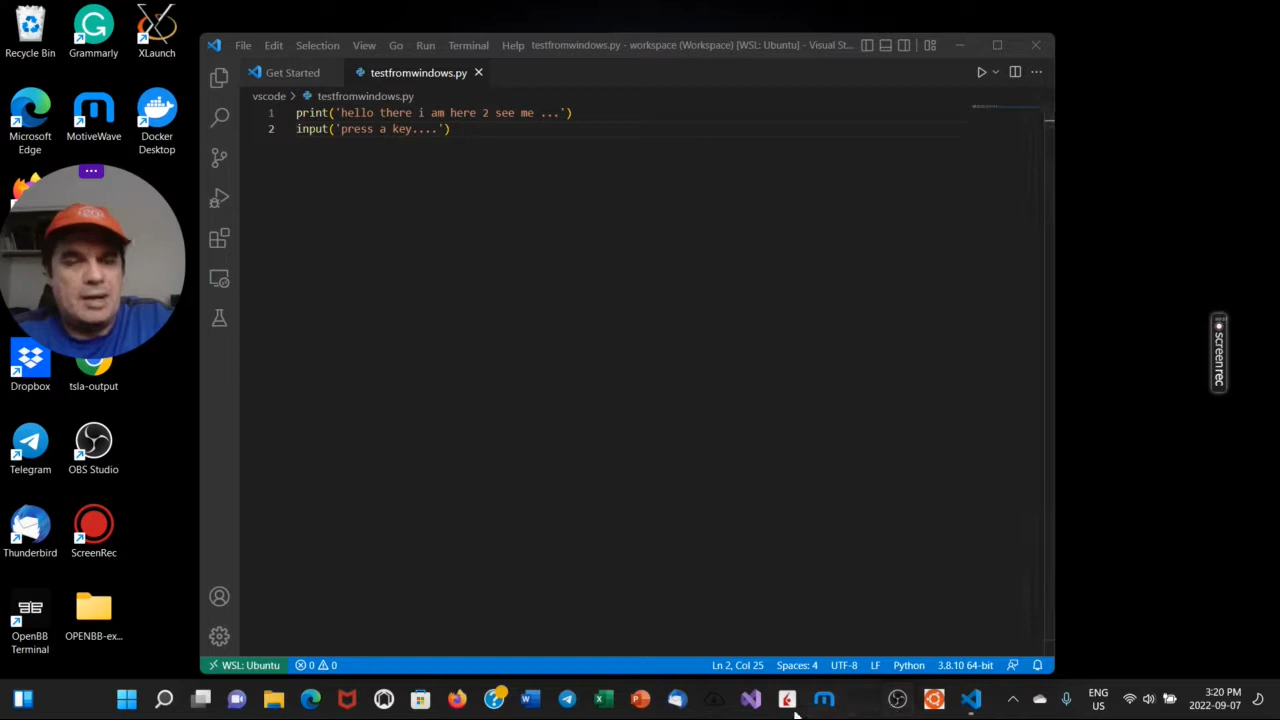 Recycle Bin
Grammarly
XLaunch
Microsoft Edge
MotiveWave
Docker Desktop
Dropbox
tsla-output
Telegram
OBS Studio
Thunderbird
ScreenRec
OpenBB Terminal
OPENBB-ex...
File Edit Selection View Go Run Terminal Help testfromwindows.py - workspace (Workspace) [WSL: Ubuntu] - Visual St...
Get Started testfromwindows.py
vscode > testfromwindows.py
1 print('hello there i am here 2 see me ...')
2 input('press a key....')
screenrec
WSL: Ubuntu 0 0 Ln 2, Col 25 Spaces: 4 UTF-8 LF Python 3.8.10 64-bit
ENG US
3:20 PM
2022-09-07